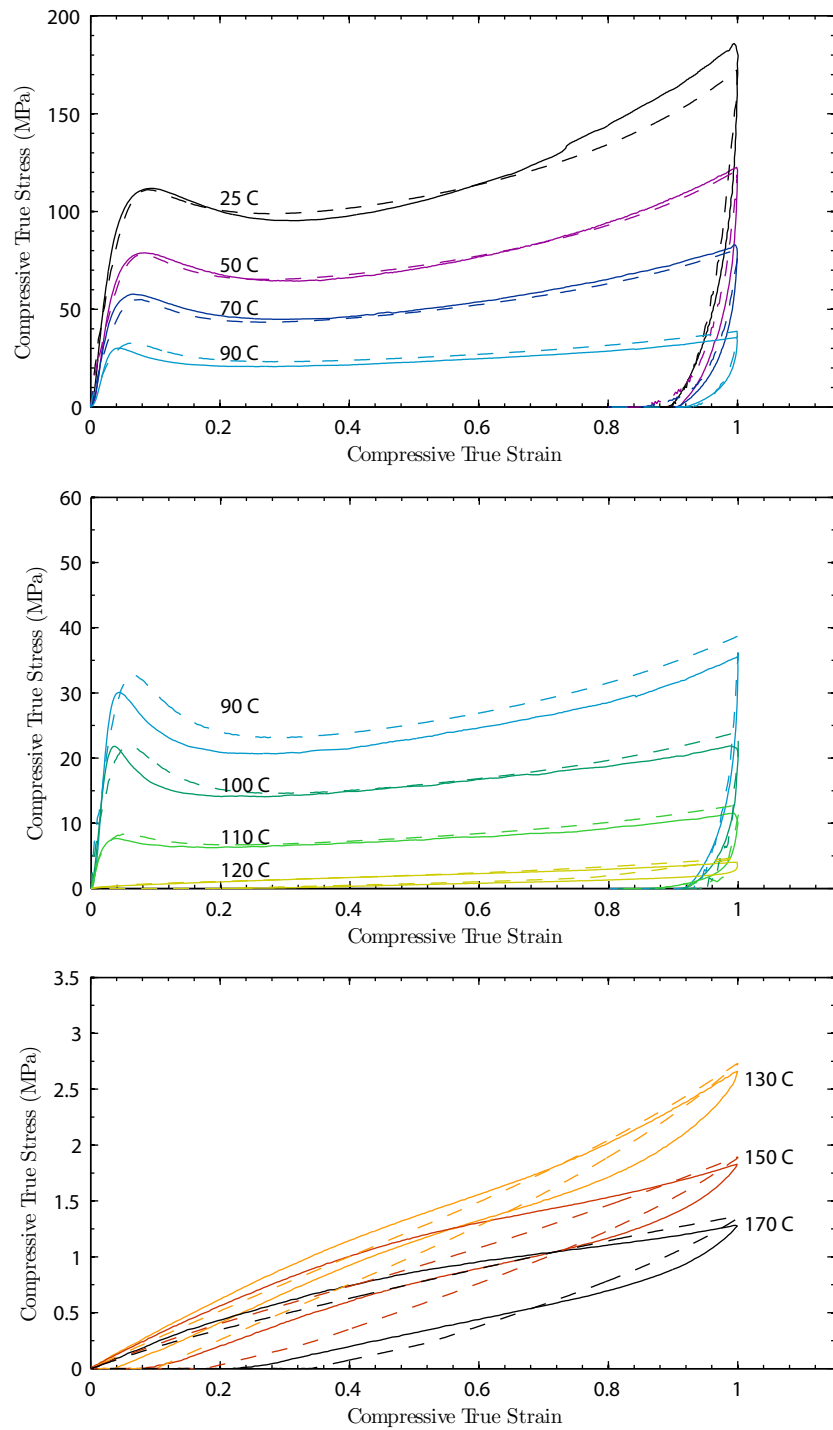 200
150
100
50
0
Compressive True Stress (MPa)
25 C
50 C
70 C
90 C
0 0.2 0.4 0.6 0.8 1
Compressive True Strain
60
50
40
30
20
10
0
Compressive True Stress (MPa)
90 C
100 C
110 C
120 C
0 0.2 0.4 0.6 0.8 1
Compressive True Strain
3.5
3
2.5
2
1.5
1
0.5
0
Compressive True Stress (MPa)
130 C
150 C
170 C
0 0.2 0.4 0.6 0.8 1
Compressive True Strain